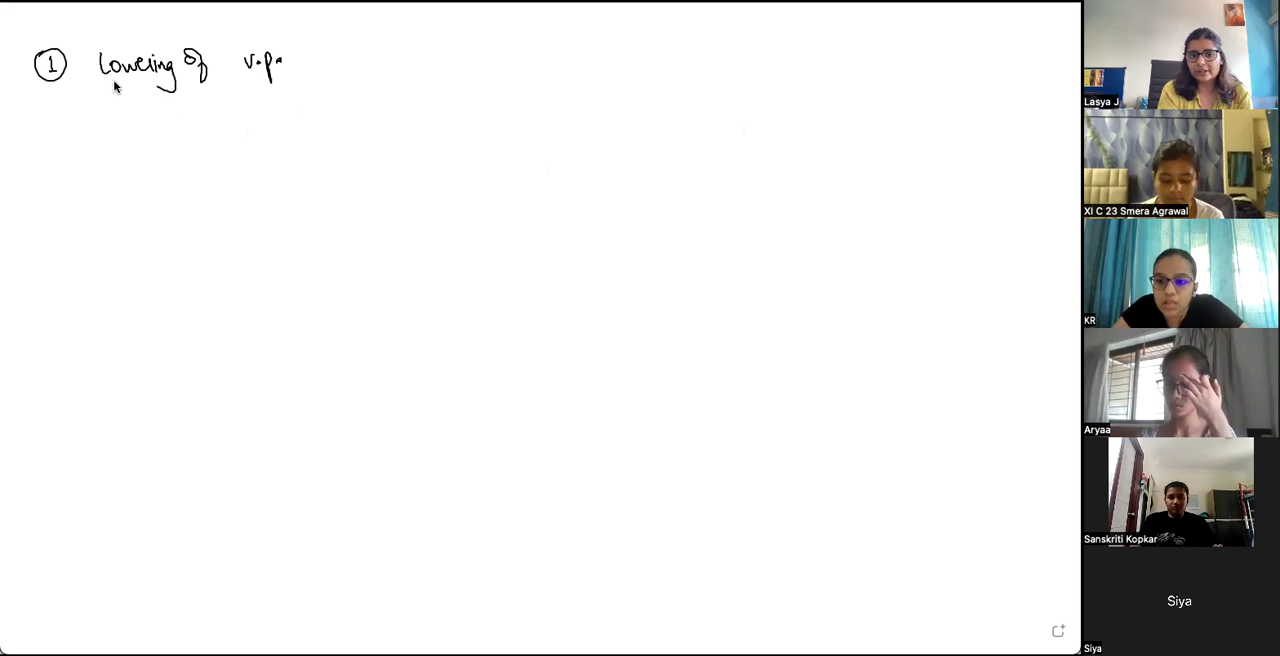 ① Lowering of v.p.
Lasya J
XI C 23 Smera Agrawal
KR
Aryaa
Sanskriti Kopkar
Siya
Siya